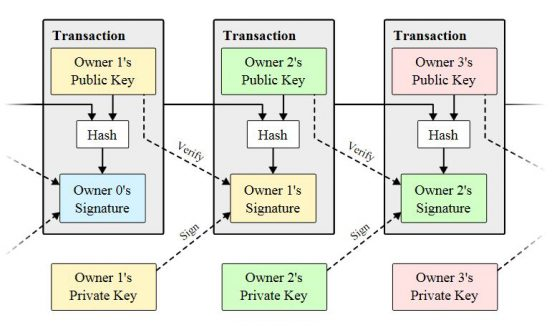 Transaction
Owner 1's
Public Key
Hash
Owner 0's
Signature
Transaction
Owner 2's
Public Key
Hash
Verify
Owner 1's
Signature
Sign
Transaction
Owner 3's
Public Key
Hash
Verify
Owner 2's
Signature
Sign
Owner 1's
Private Key
Owner 2's
Private Key
Owner 3's
Private Key